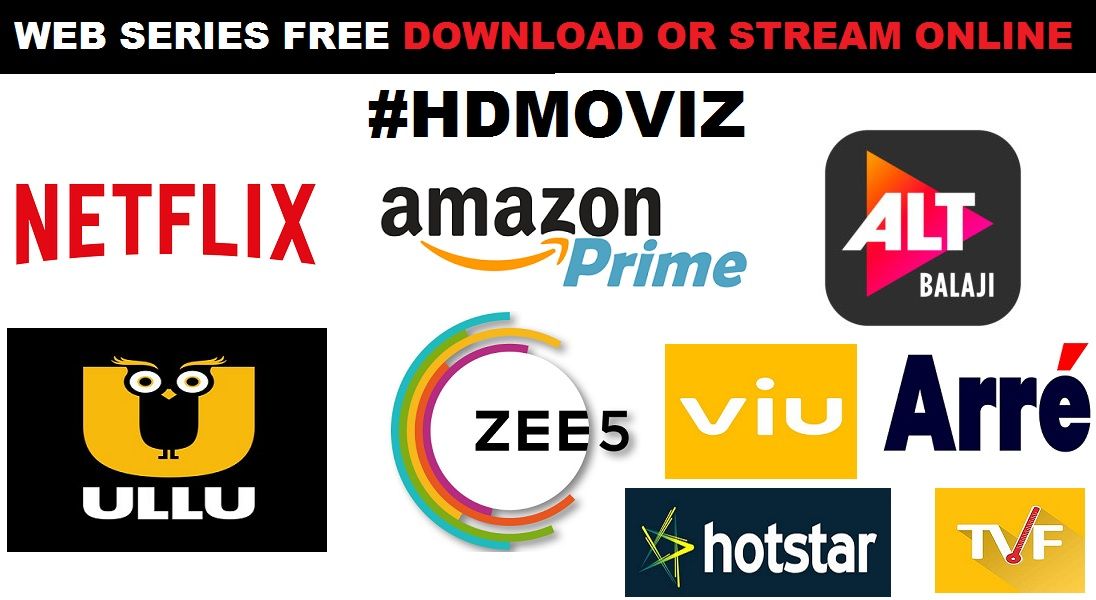 WEB SERIES FREE DOWNLOAD OR STREAM ONLINE
#HDMOVIZ
NETFLIX
amazon
Prime
ALT
BALAJI
ULLU
ZEE5
viu
Arré
hotstar
TVF